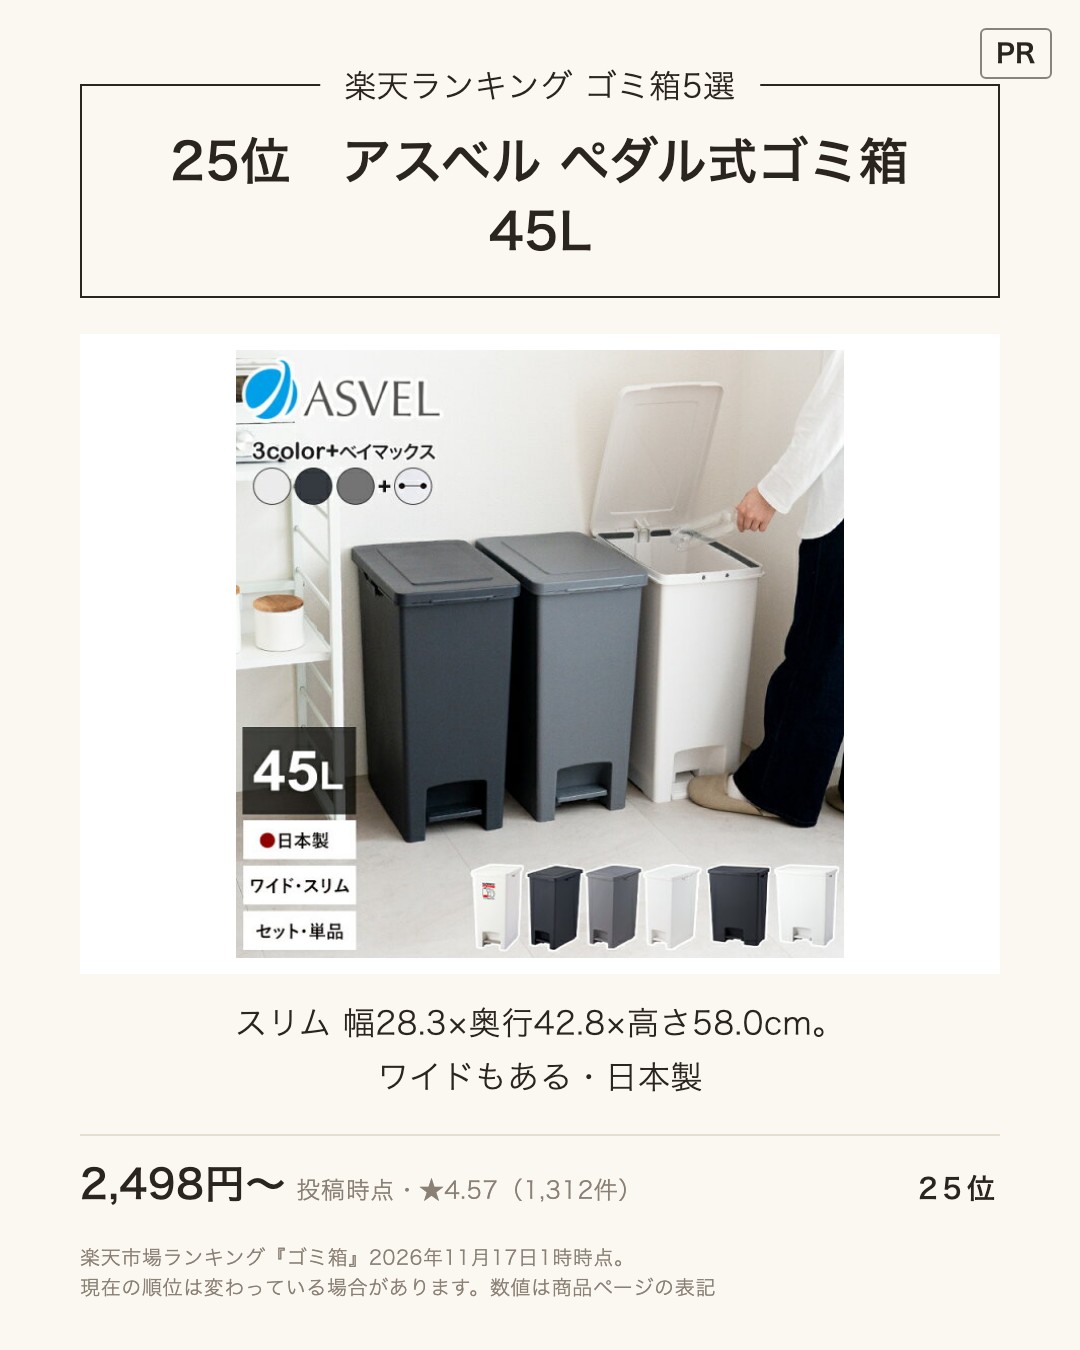 PR
楽天ランキング ゴミ箱5選
25位　アスベル ペダル式ゴミ箱
45L
ASVEL
3color+ベイマックス
45L
●日本製
ワイド・スリム
セット・単品
スリム 幅28.3×奥行42.8×高さ58.0cm。
ワイドもある・日本製
2,498円〜 投稿時点・★4.57（1,312件）
25位
楽天市場ランキング『ゴミ箱』2026年11月17日1時時点。
現在の順位は変わっている場合があります。数値は商品ページの表記